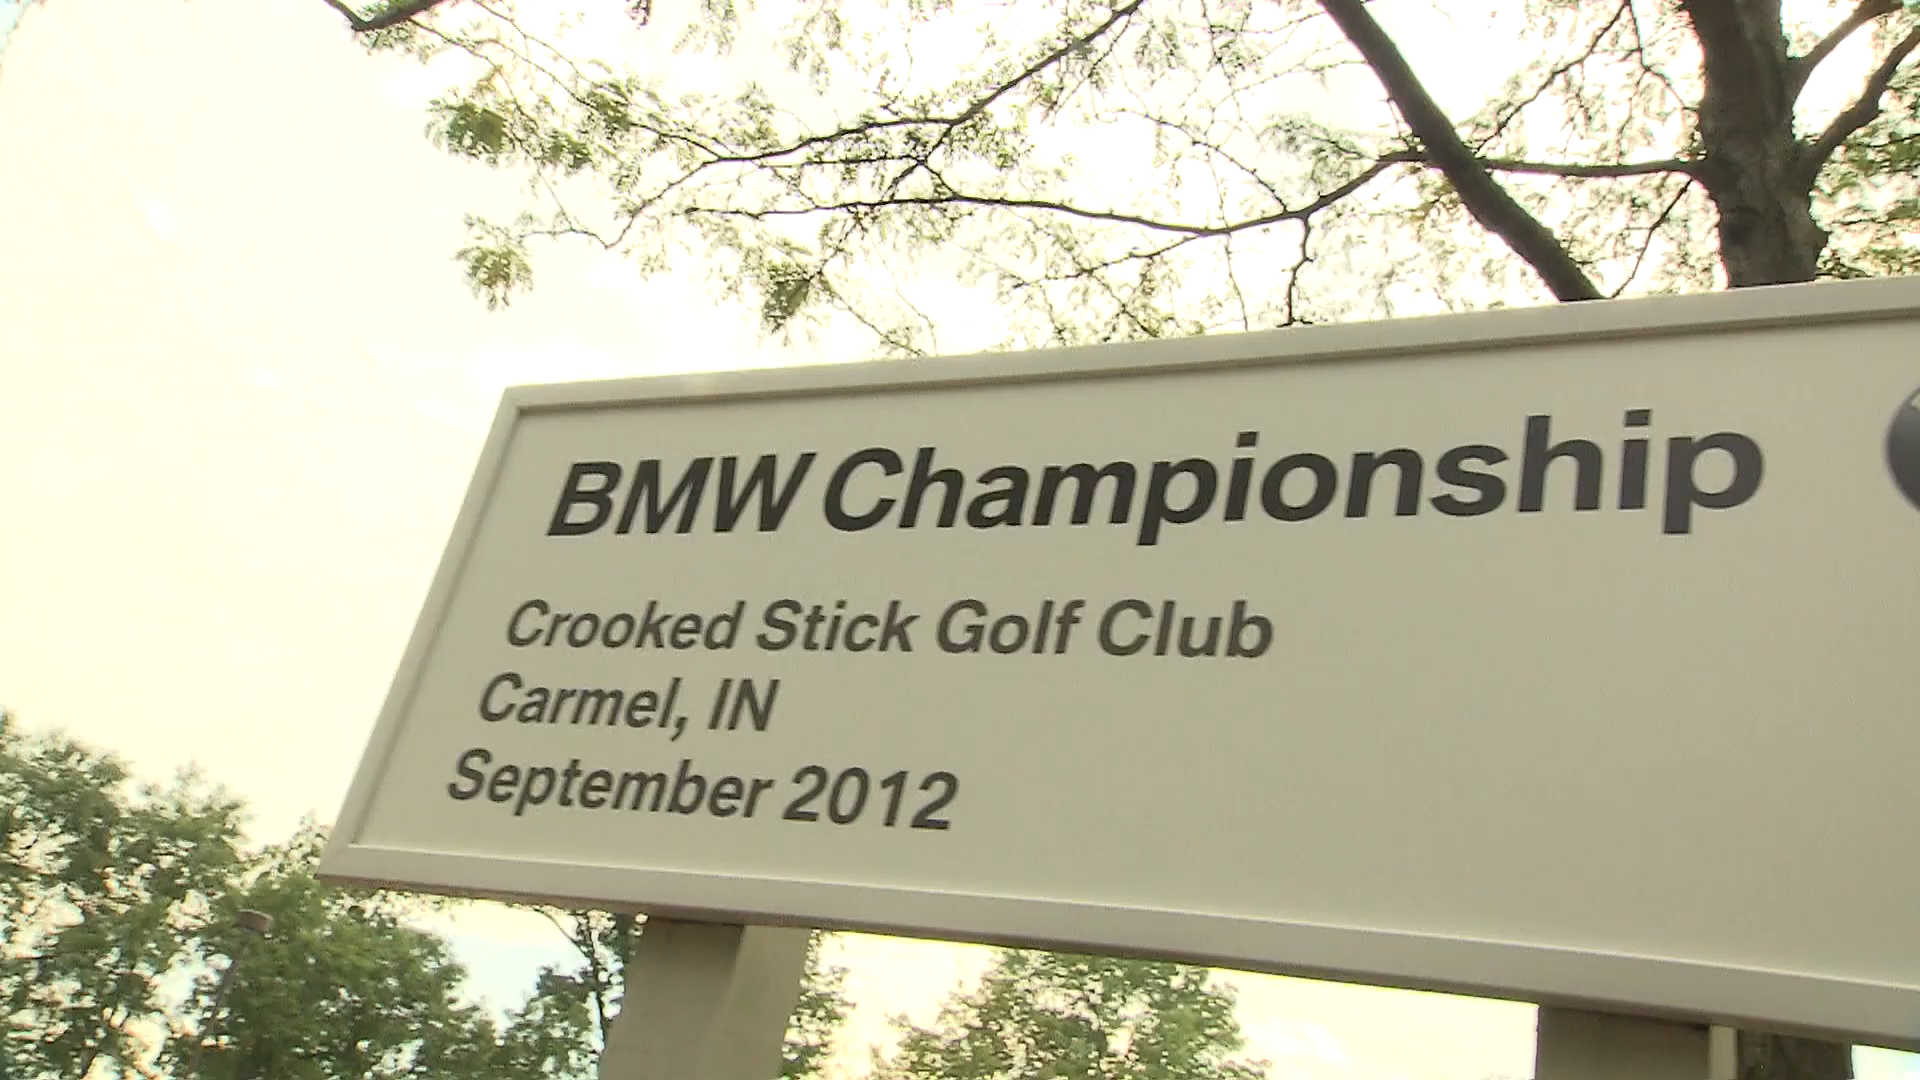 BMW Championship
Crooked Stick Golf Club
Carmel, IN
September 2012